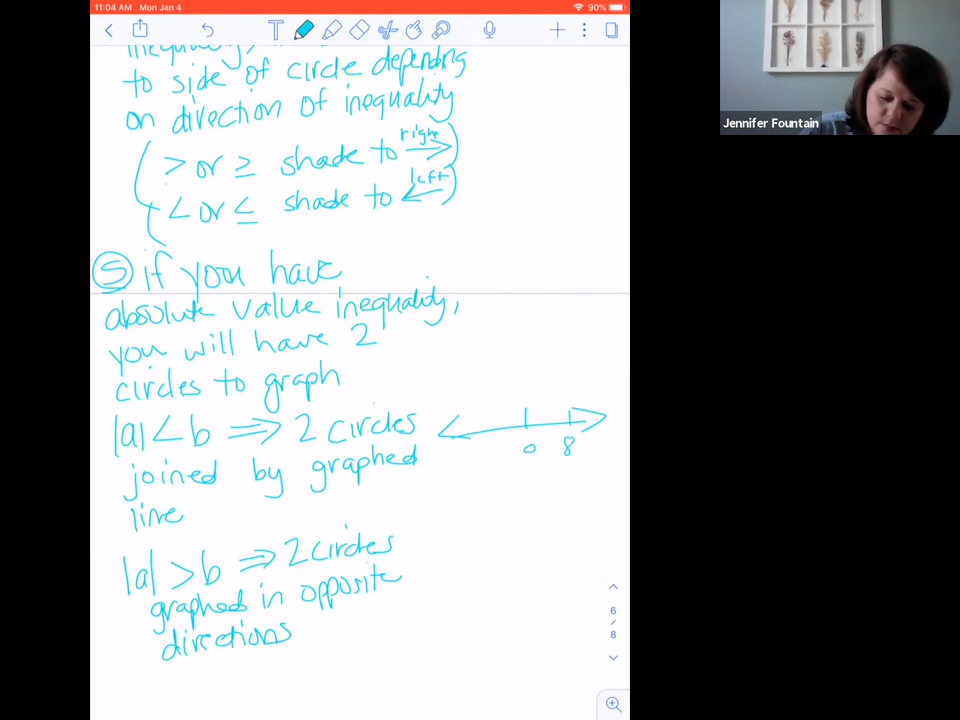 11:04 AM Mon Jan 4
90%
inequality,
to side of circle depending
on direction of inequality
> or ≥ shade to right
< or ≤ shade to left
⑤ if you have
absolute value inequality,
you will have 2
circles to graph
|a| < b ⇒ 2 circles
joined by graphed
line
0 8
|a| > b ⇒ 2 circles
graphed in opposite
directions
6
/
8
Jennifer Fountain